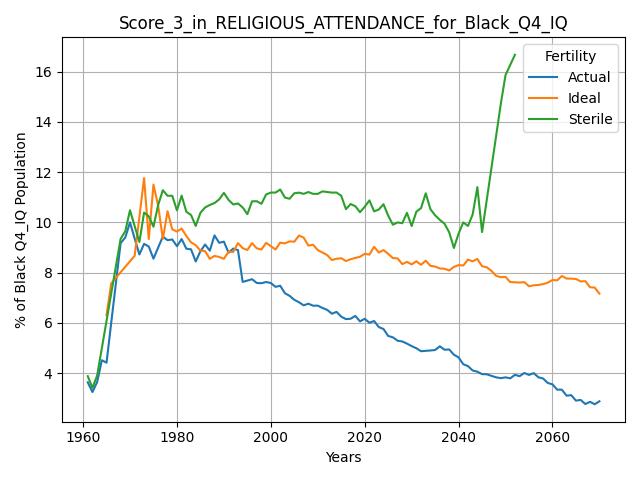 Score_3_in_RELIGIOUS_ATTENDANCE_for_Black_Q4_IQ
% of Black Q4_IQ Population
16
14
12
10
8
6
4
Fertility
Actual
Ideal
Sterile
1960 1980 2000 2020 2040 2060
Years